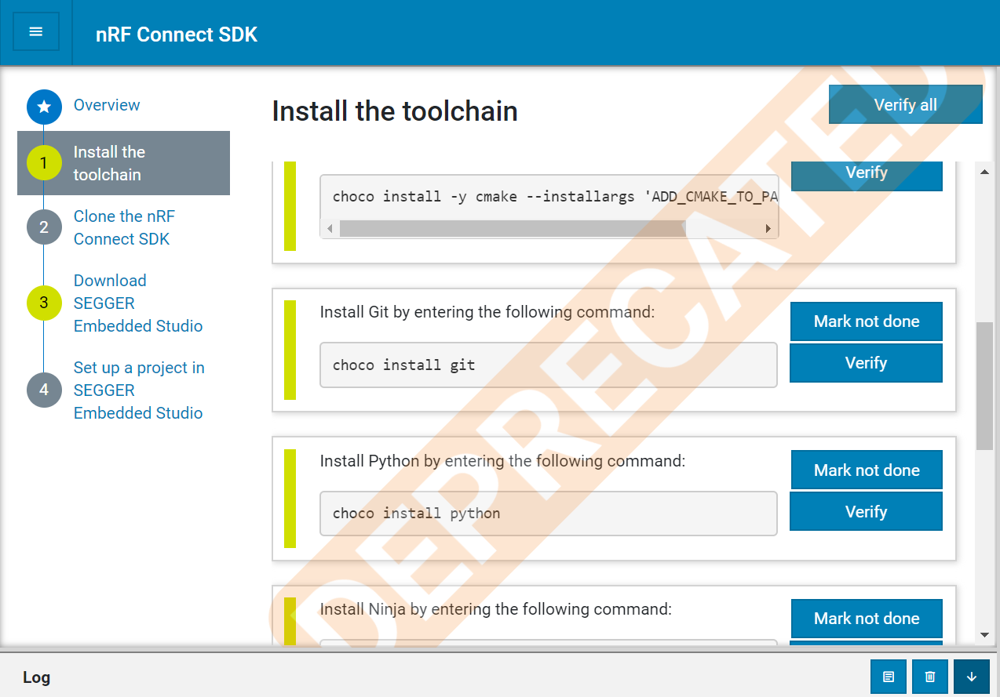 nRF Connect SDK
Overview
1
Install the
toolchain
2
Clone the nRF
Connect SDK
3
Download
SEGGER
Embedded Studio
4
Set up a project in
SEGGER
Embedded Studio
Install the toolchain
Verify all
choco install -y cmake --installargs 'ADD_CMAKE_TO_PA
Verify
Install Git by entering the following command:
choco install git
Mark not done
Verify
Install Python by entering the following command:
choco install python
Mark not done
Verify
Install Ninja by entering the following command:
Mark not done
DEPRECATED
Log